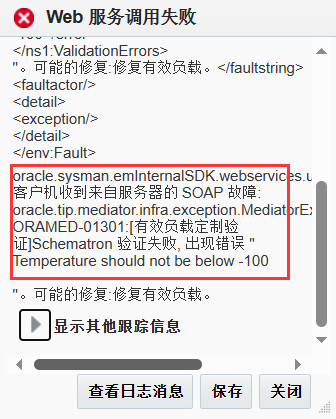 Web 服务调用失败
</ns1:ValidationErrors>
"。可能的修复:修复有效负载。</faultstring>
<faultactor/>
<detail>
<exception/>
</detail>
</env:Fault>
oracle.sysman.emInternalSDK.webservices.u
客户机收到来自服务器的 SOAP 故障:
oracle.tip.mediator.infra.exception.MediatorEx
ORAMED-01301:[有效负载定制验
证]Schematron 验证失败, 出现错误 "
Temperature should not be below -100
"。可能的修复:修复有效负载.
显示其他跟踪信息
查看日志消息 保存 关闭